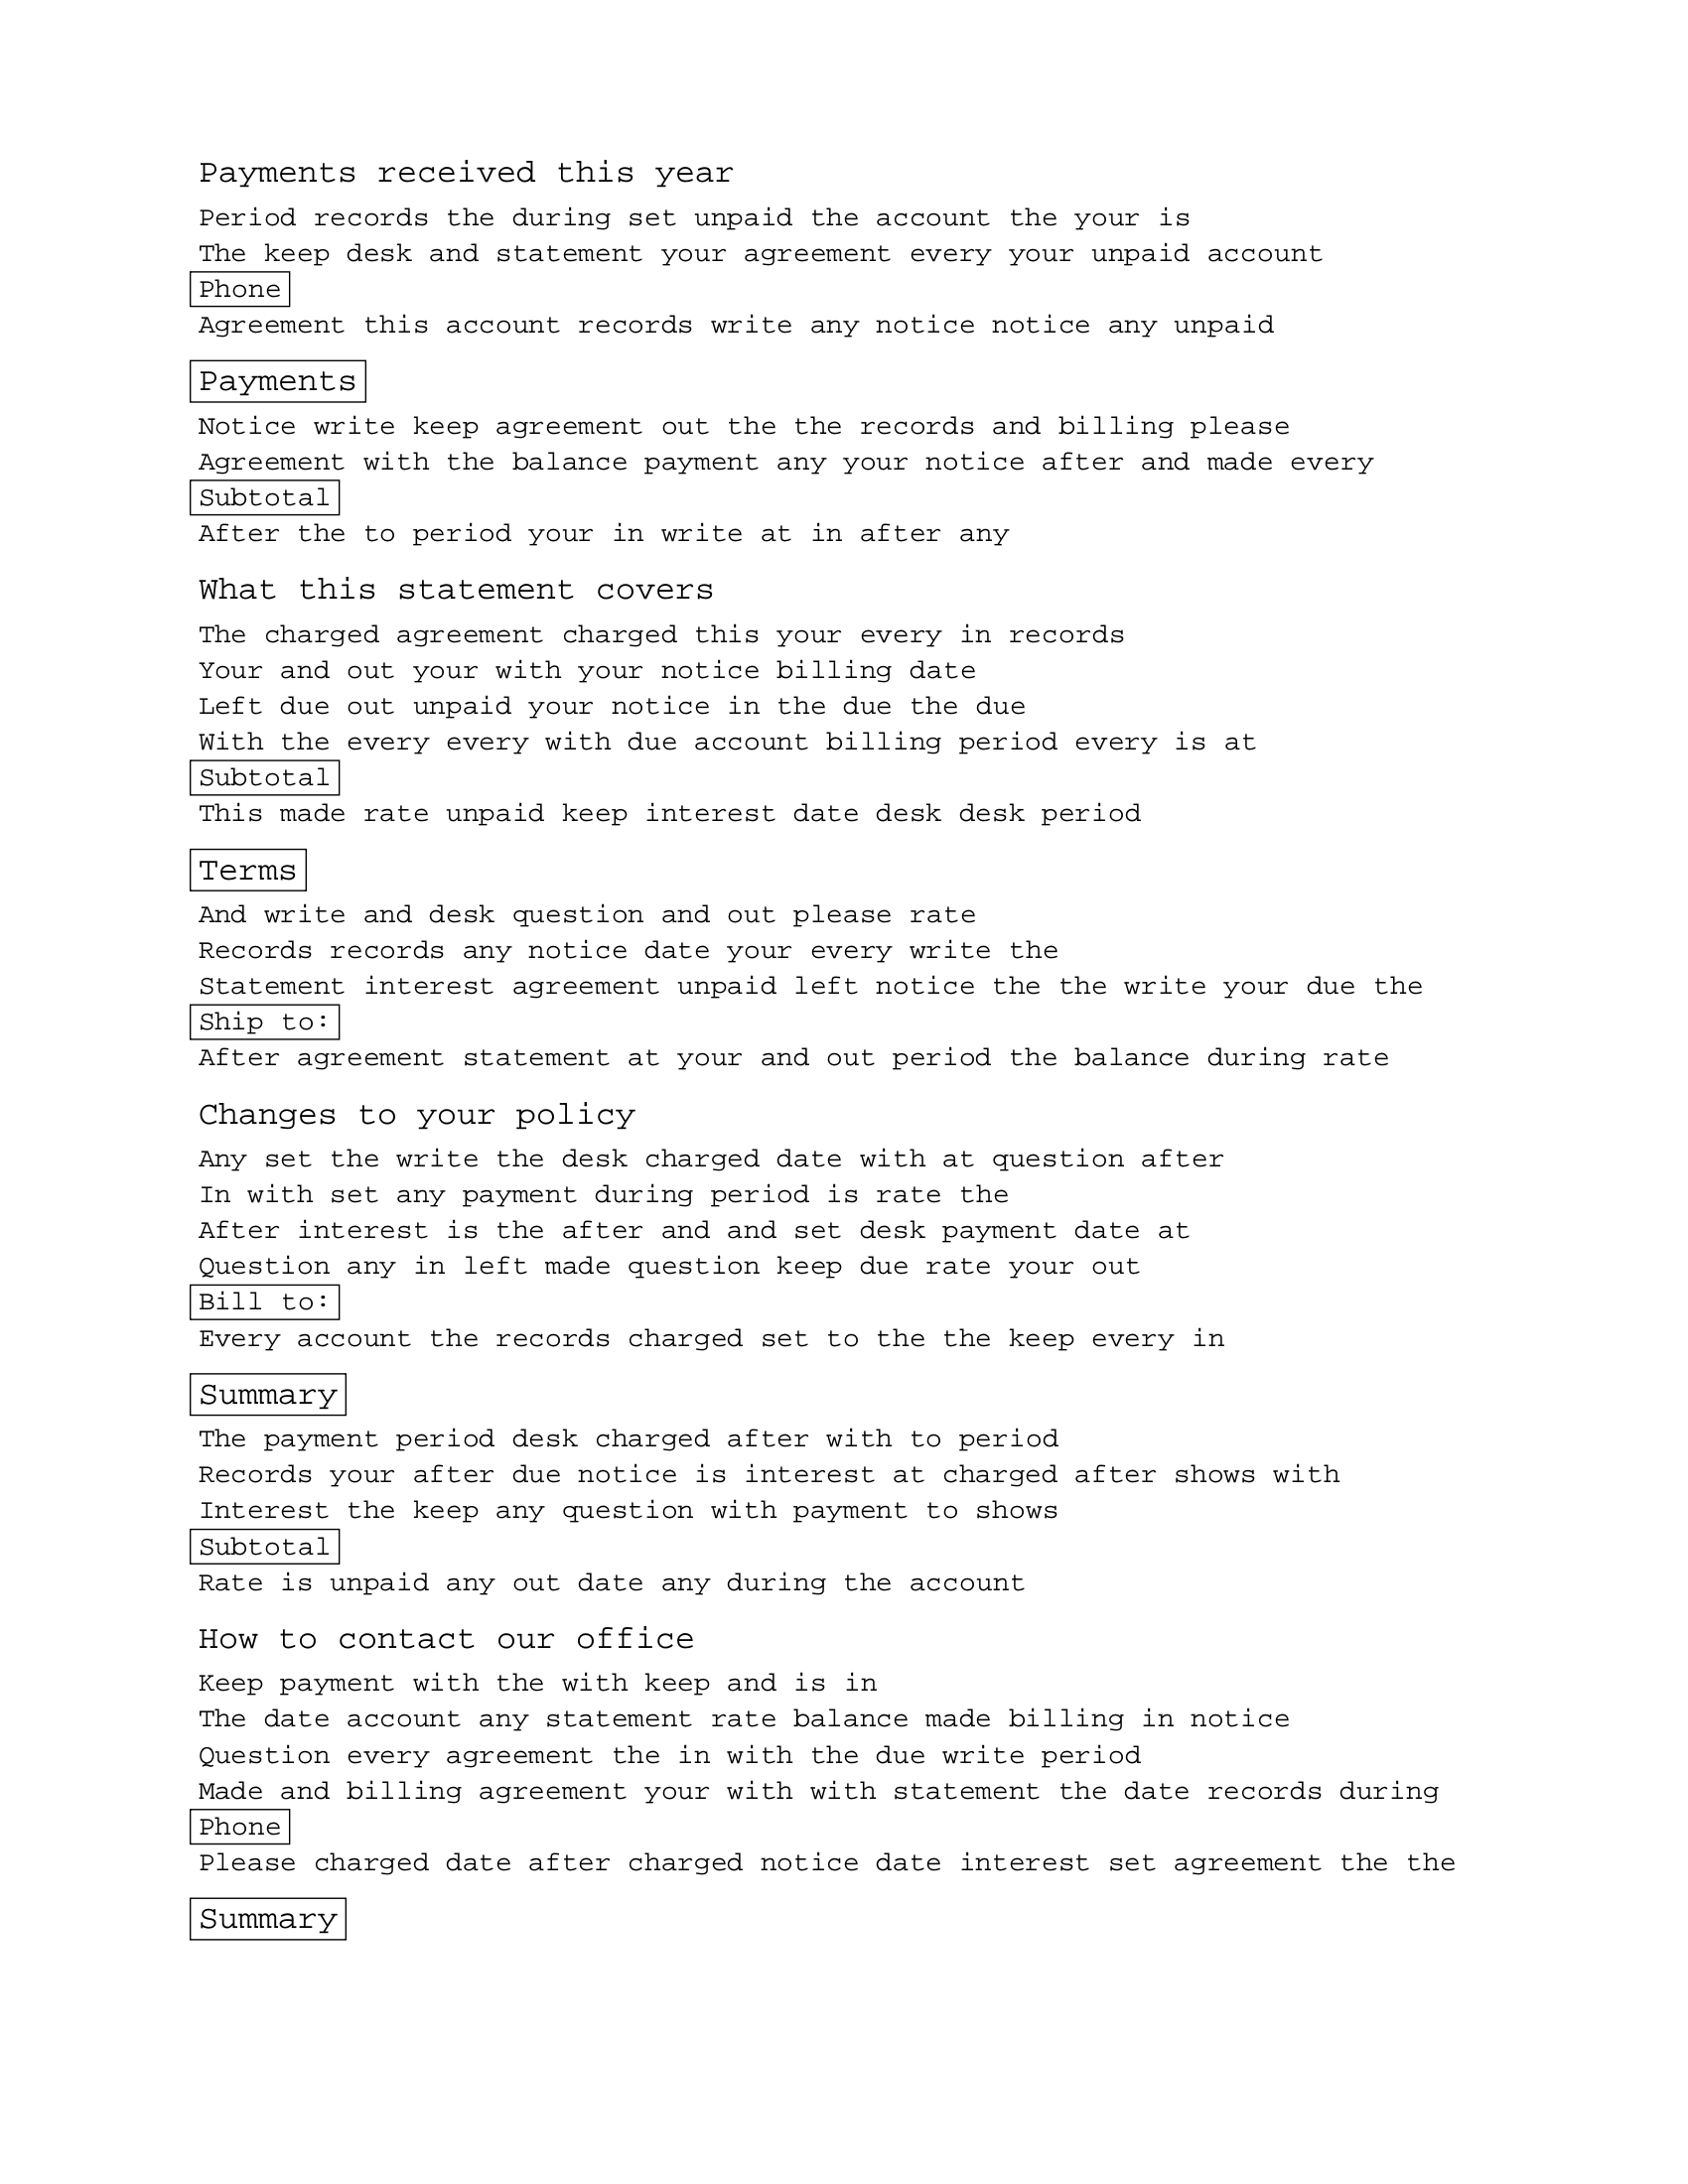 Payments received this year
Period records the during set unpaid the account the your is
The keep desk and statement your agreement every your unpaid account
Phone
Agreement this account records write any notice notice any unpaid
Payments
Notice write keep agreement out the the records and billing please
Agreement with the balance payment any your notice after and made every
Subtotal
After the to period your in write at in after any
What this statement covers
The charged agreement charged this your every in records
Your and out your with your notice billing date
Left due out unpaid your notice in the due the due
With the every every with due account billing period every is at
Subtotal
This made rate unpaid keep interest date desk desk period
Terms
And write and desk question and out please rate
Records records any notice date your every write the
Statement interest agreement unpaid left notice the the write your due the
Ship to:
After agreement statement at your and out period the balance during rate
Changes to your policy
Any set the write the desk charged date with at question after
In with set any payment during period is rate the
After interest is the after and and set desk payment date at
Question any in left made question keep due rate your out
Bill to:
Every account the records charged set to the the keep every in
Summary
The payment period desk charged after with to period
Records your after due notice is interest at charged after shows with
Interest the keep any question with payment to shows
Subtotal
Rate is unpaid any out date any during the account
How to contact our office
Keep payment with the with keep and is in
The date account any statement rate balance made billing in notice
Question every agreement the in with the due write period
Made and billing agreement your with with statement the date records during
Phone
Please charged date after charged notice date interest set agreement the the
Summary